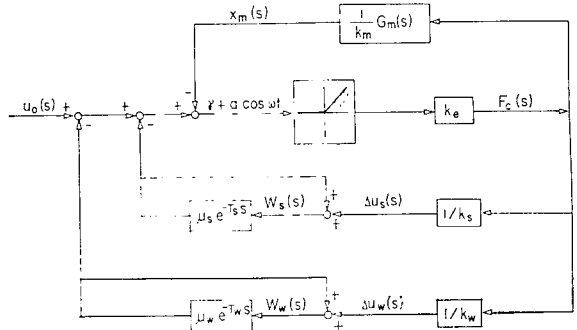 x_m(s)
1/k_m G_m(s)
u_o(s) + + + γ + a cos ωt
- - -
k_e F_c(s)
+
μ_s e^{-T_s s} W_s(s) + Δu_s(s) 1/k_s
+
μ_w e^{-T_w s} W_w(s) + Δu_w(s) 1/k_w